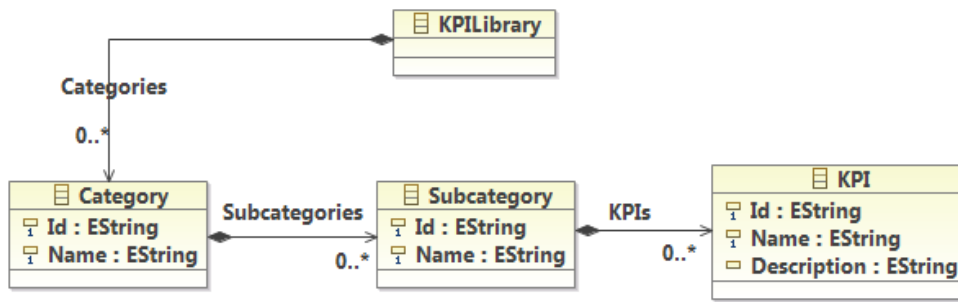 KPILibrary
Categories
0..*
Category
Id : EString
Name : EString
Subcategories
0..*
Subcategory
Id : EString
Name : EString
KPIs
0..*
KPI
Id : EString
Name : EString
Description : EString